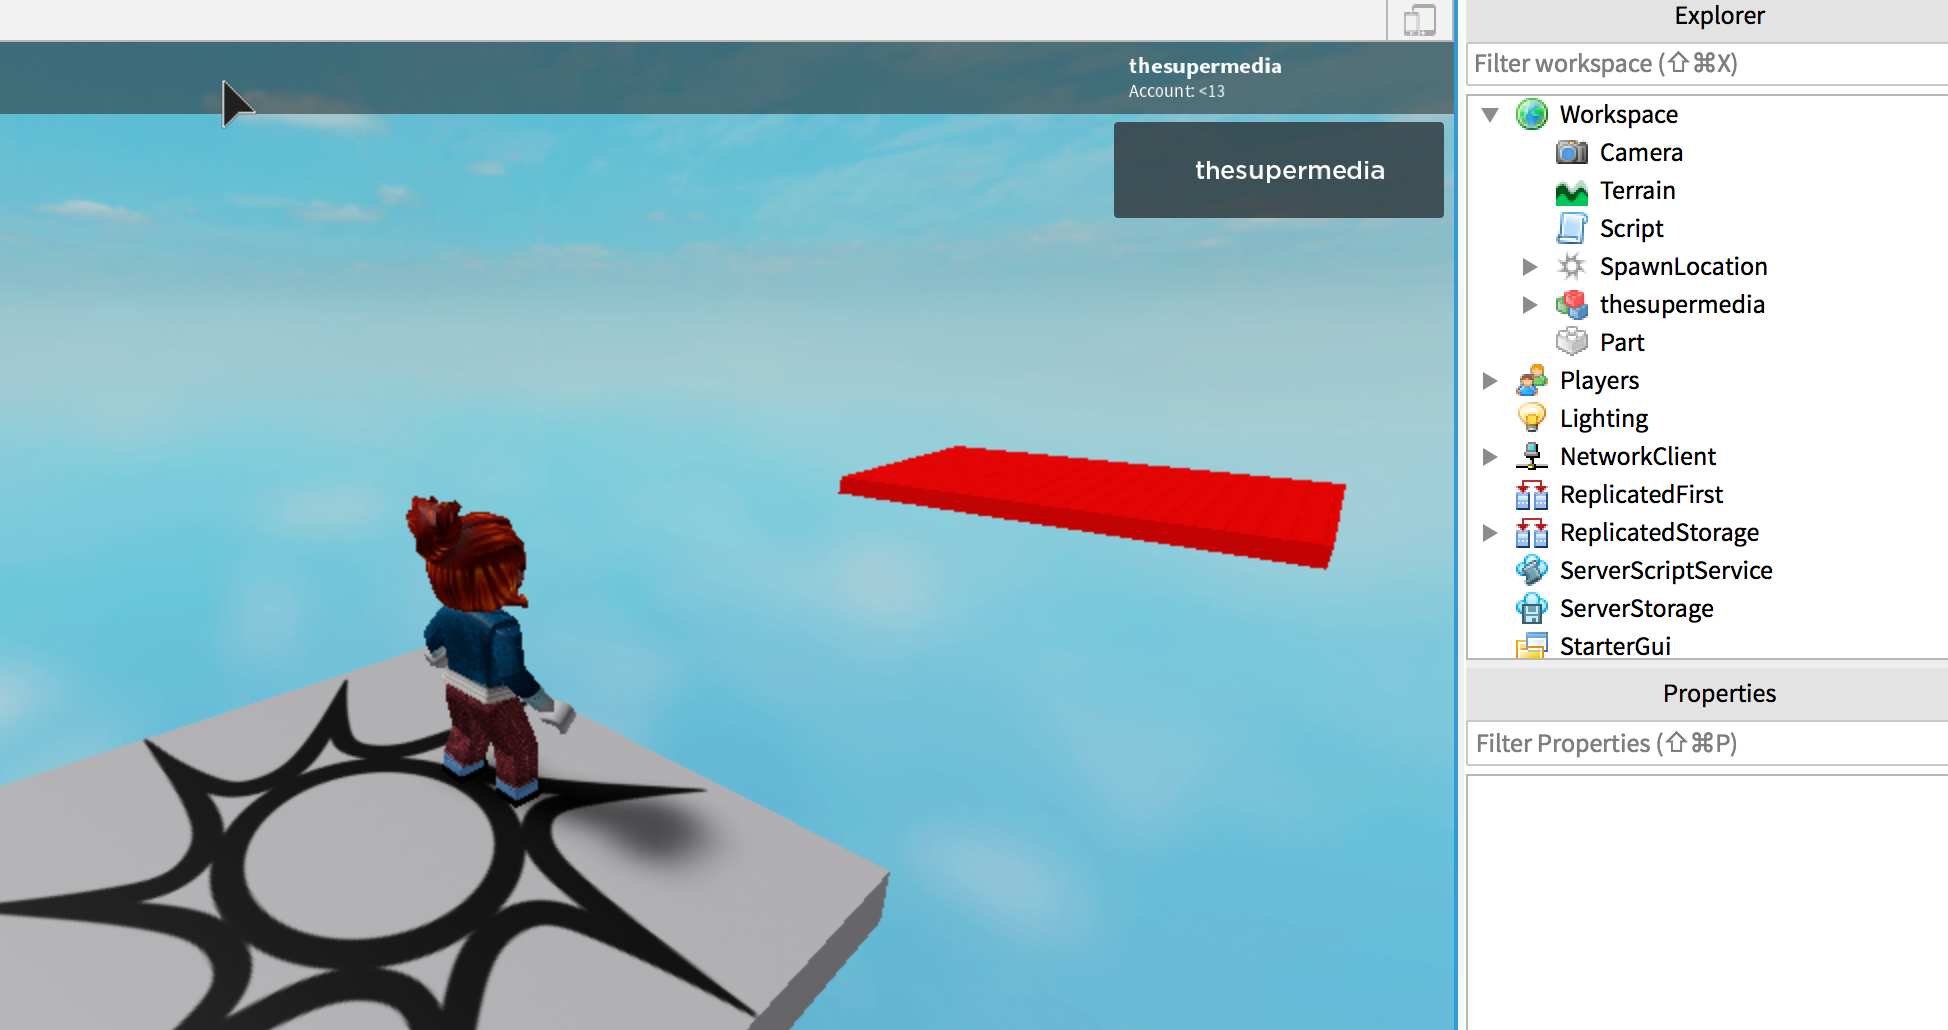 thesupermedia
Account: <13
thesupermedia
Explorer
Filter workspace (⇧⌘X)
Workspace
Camera
Terrain
Script
SpawnLocation
thesupermedia
Part
Players
Lighting
NetworkClient
ReplicatedFirst
ReplicatedStorage
ServerScriptService
ServerStorage
StarterGui
Properties
Filter Properties (⇧⌘P)